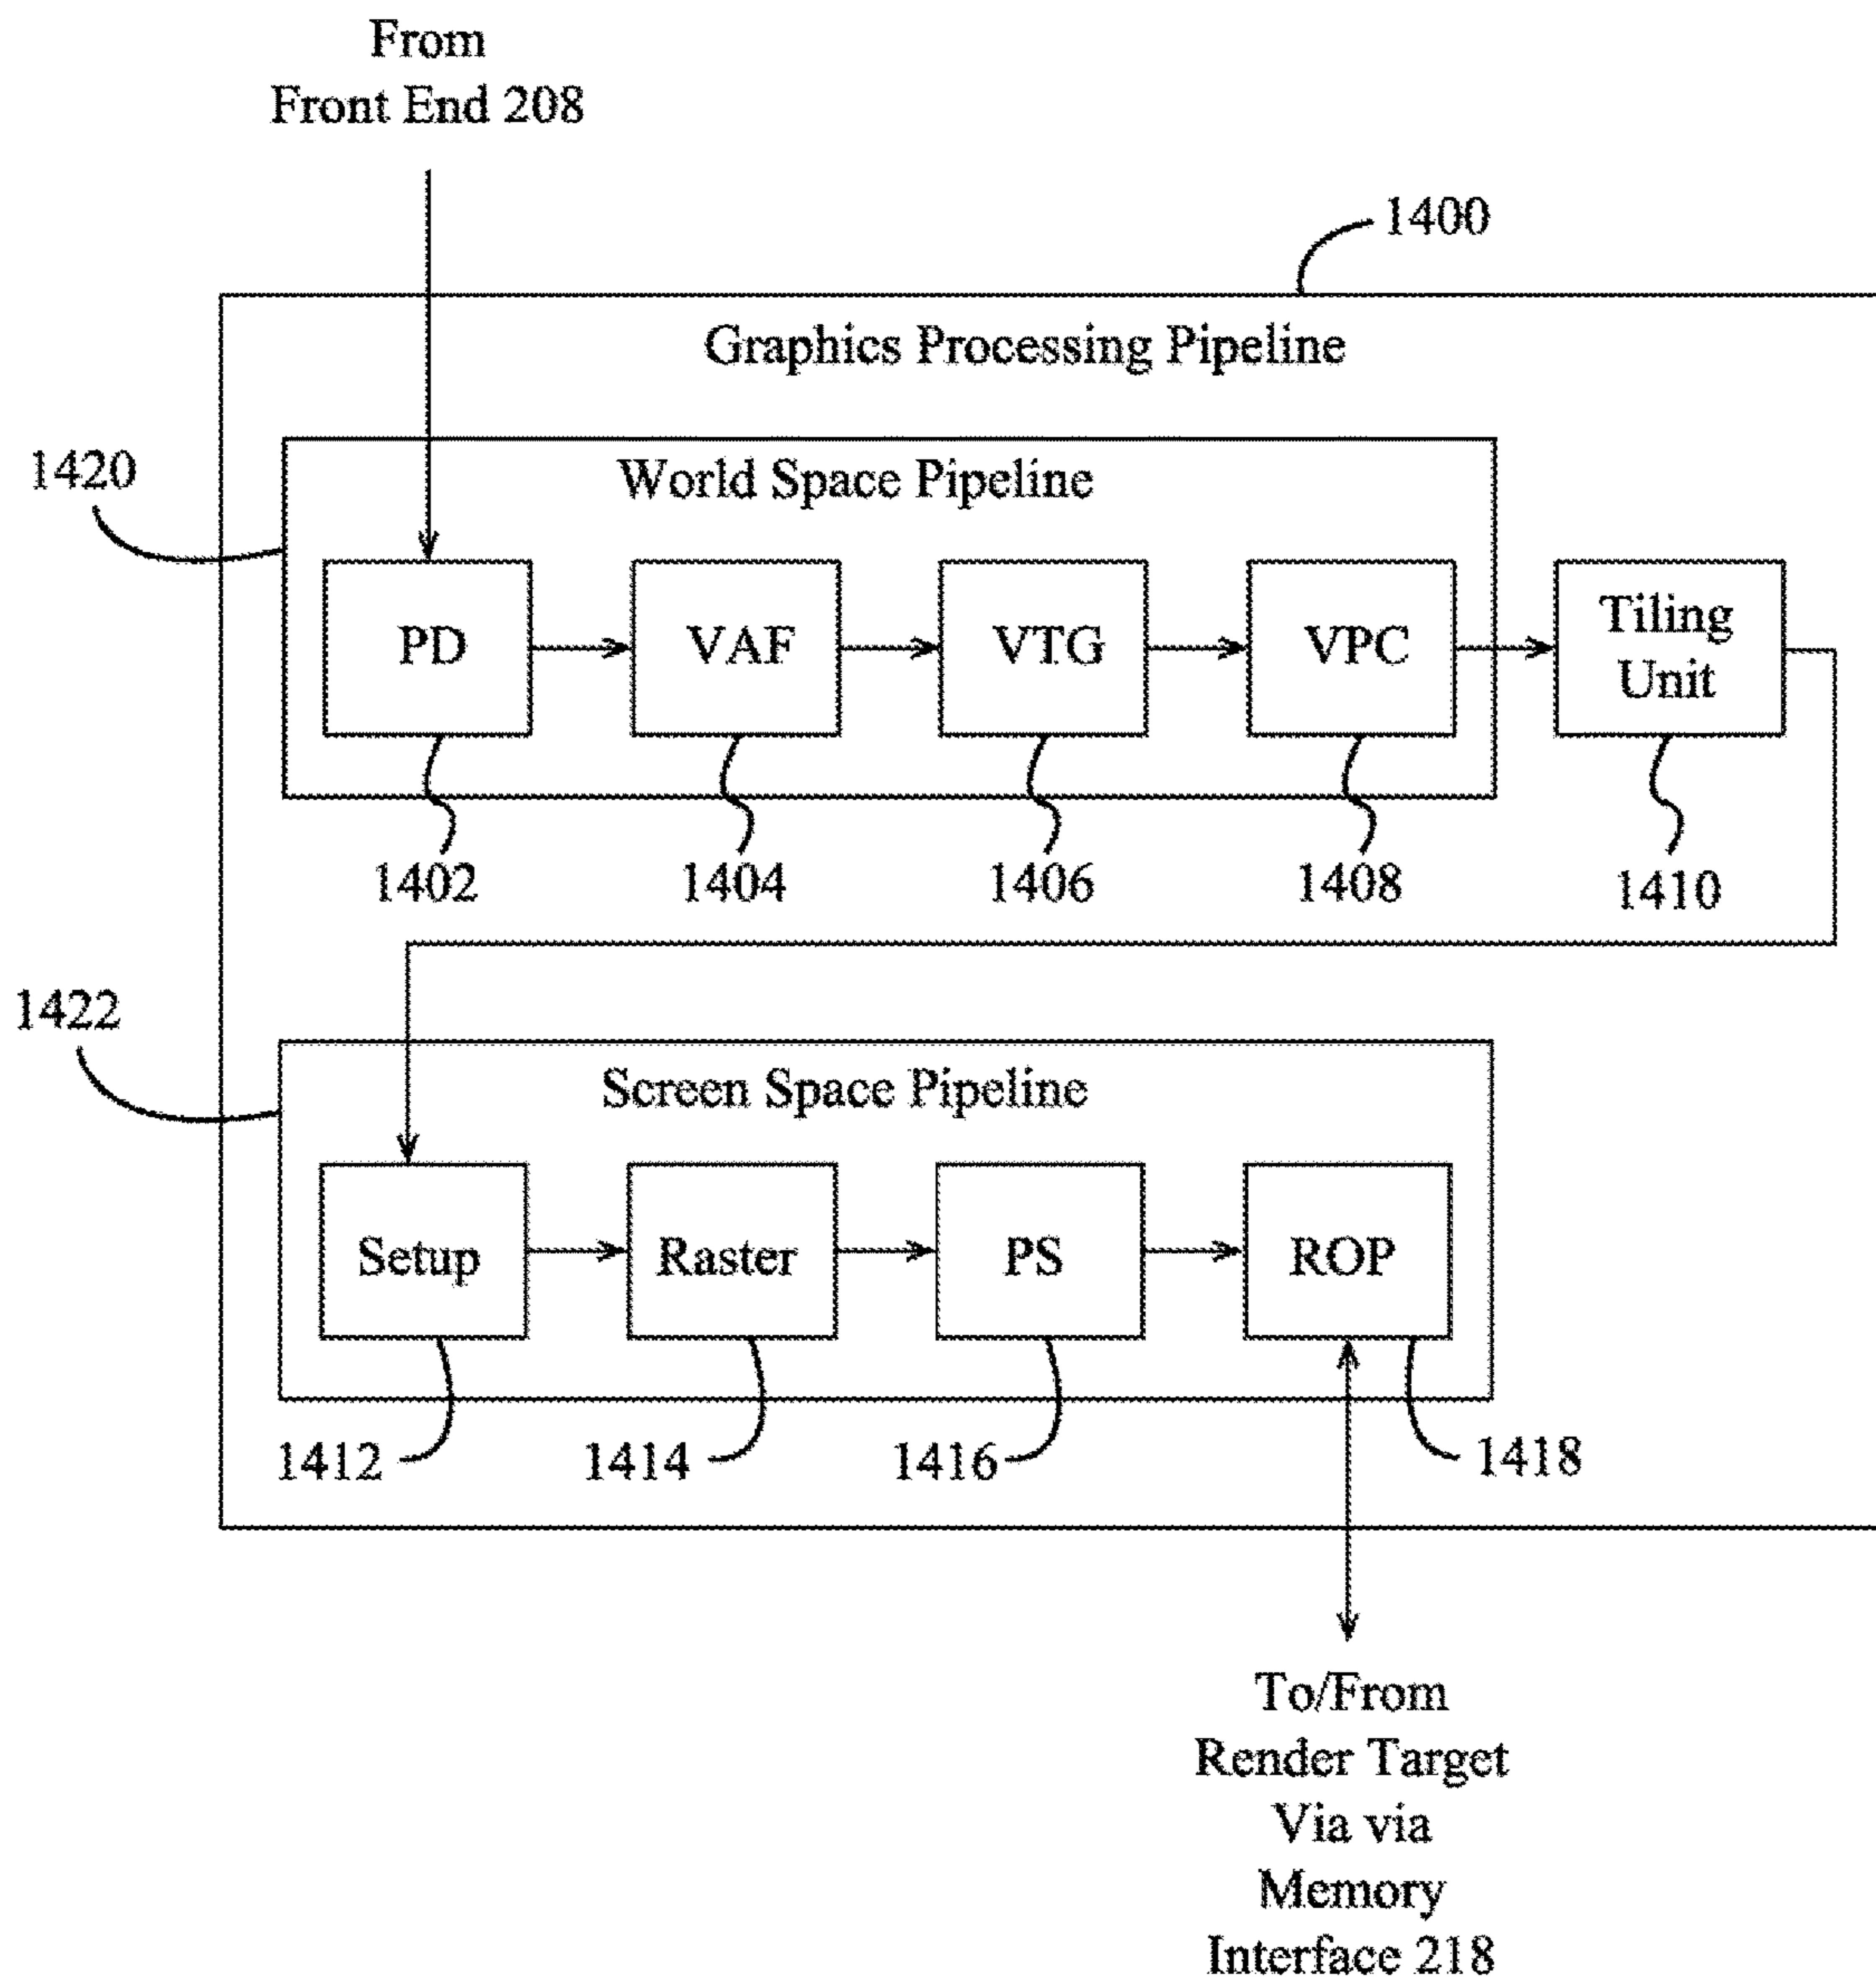 From
Front End 208
1400
Graphics Processing Pipeline
1420
World Space Pipeline
PD
VAF
VTG
VPC
Tiling
Unit
1402
1404
1406
1408
1410
1422
Screen Space Pipeline
Setup
Raster
PS
ROP
1412
1414
1416
1418
To/From
Render Target
Via via
Memory
Interface 218